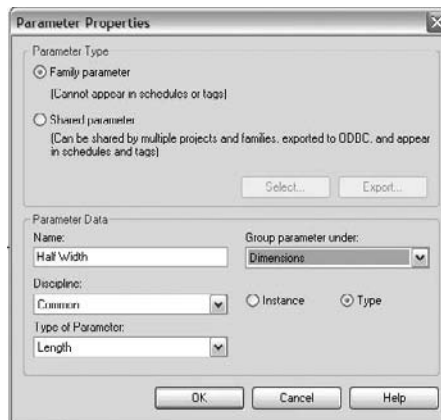 Parameter Properties
Parameter Type
Family parameter
(Cannot appear in schedules or tags)
Shared parameter
(Can be shared by multiple projects and families, exported to ODBC, and appear
in schedules and tags)
Select... Export...
Parameter Data
Name: Group parameter under:
Half Width Dimensions
Discipline:
Common Instance Type
Type of Parameter:
Length
OK Cancel Help